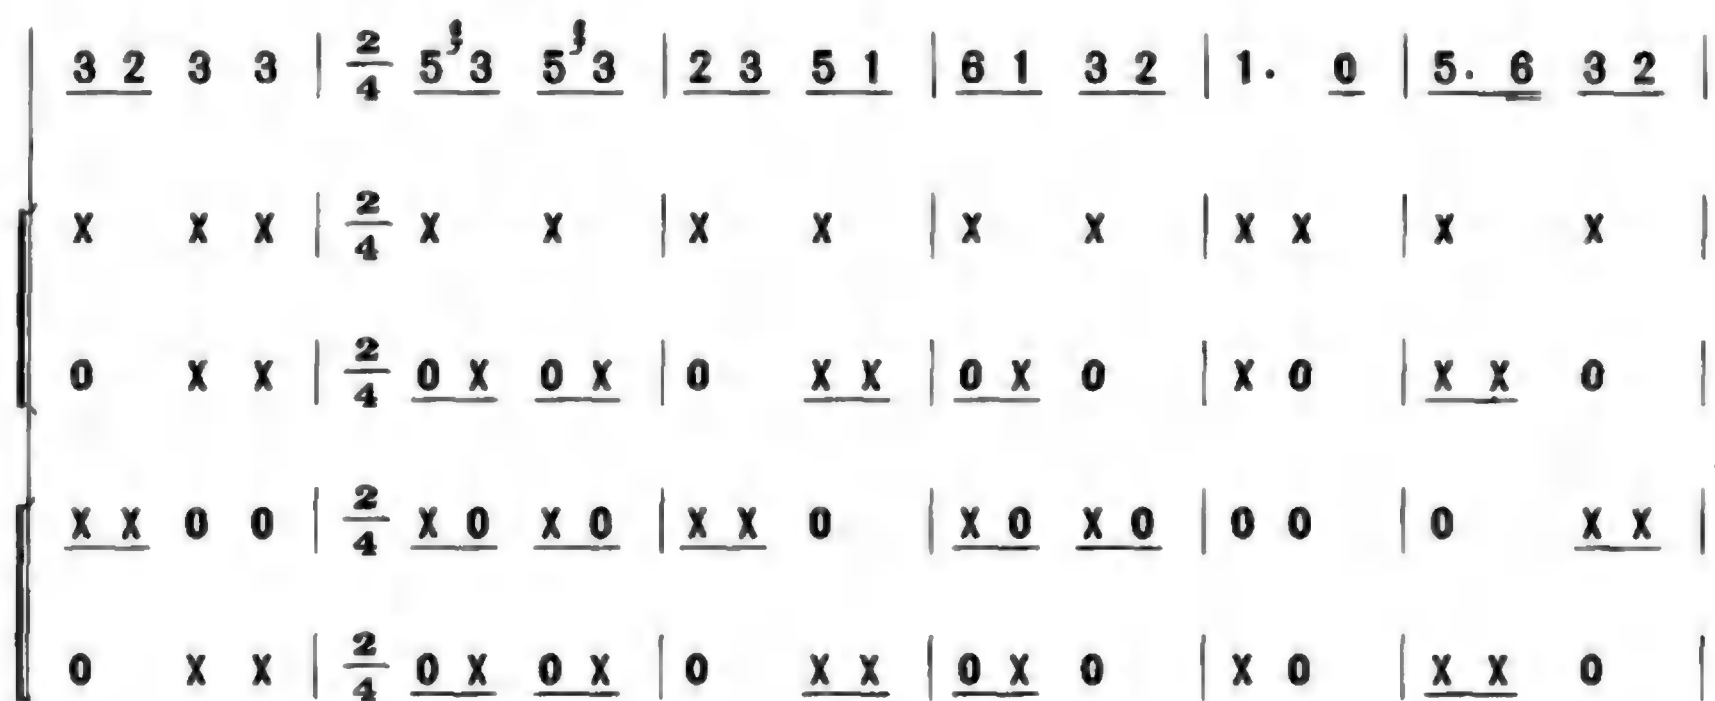 | 3 2 3 3 | 2/4 5 3 5 3 | 2 3 5 1 | 6 1 3 2 | 1. 0 | 5. 6 3 2 |
X X X | 2/4 X X | X X | X X | X X | X X |
0 X X | 2/4 0 X 0 X | 0 X X | 0 X 0 | X 0 | X X 0 |
X X 0 0 | 2/4 X 0 X 0 | X X 0 | X 0 X 0 | 0 0 | 0 X X |
0 X X | 2/4 0 X 0 X | 0 X X | 0 X 0 | X 0 | X X 0 |